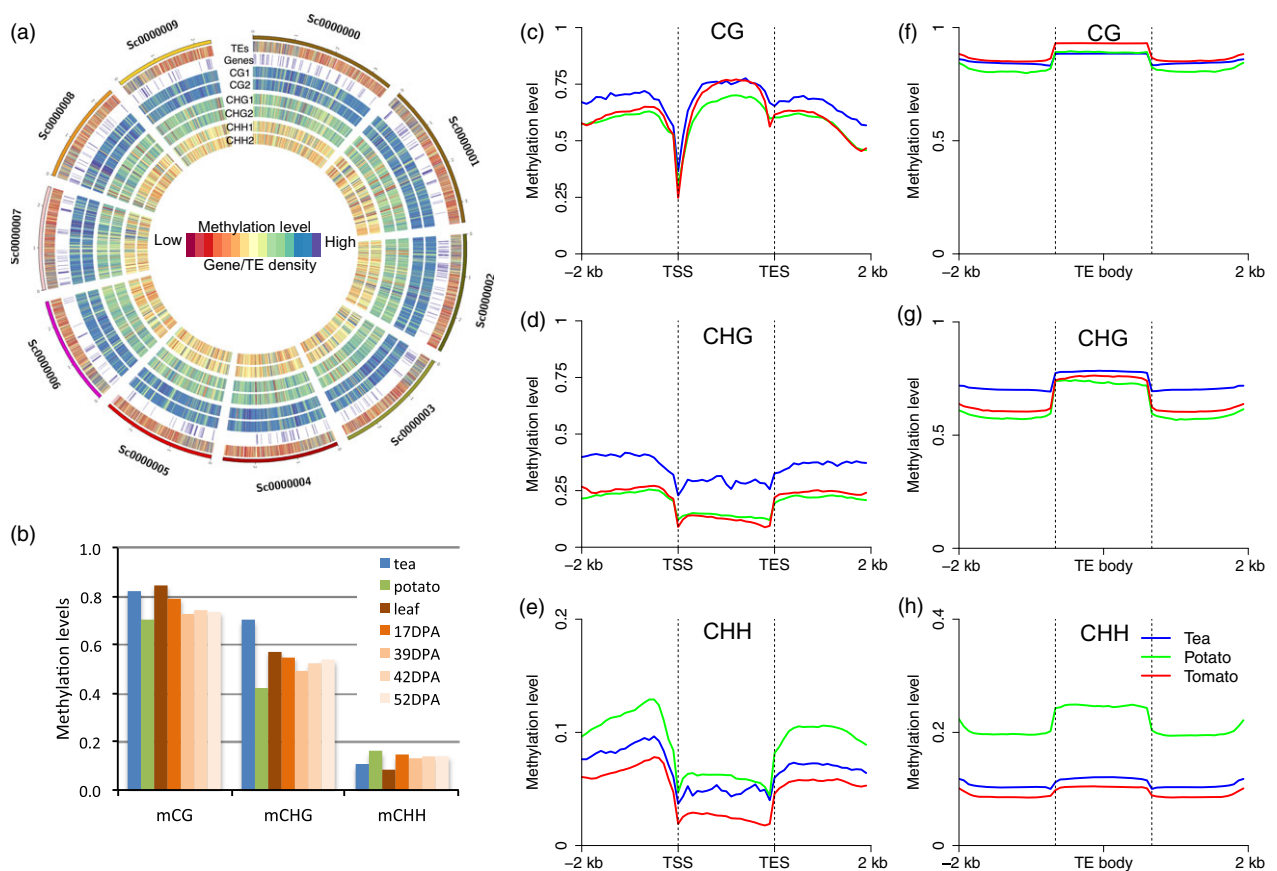 (a)
Sc0000000
Sc0000001
Sc0000002
Sc0000003
Sc0000004
Sc0000005
Sc0000006
Sc0000007
Sc0000008
Sc0000009
TEs
Genes
CG1
CG2
CHG1
CHG2
CHH1
CHH2
Methylation level
Low
High
Gene/TE density
(b)
Methylation levels
1.0
0.8
0.6
0.4
0.2
0.0
mCG
mCHG
mCHH
tea
potato
leaf
17DPA
39DPA
42DPA
52DPA
(c)
CG
Methylation level
1
0.75
0.5
0.25
0
−2 kb
TSS
TES
2 kb
(d)
CHG
Methylation level
1
0.75
0.5
0.25
0
−2 kb
TSS
TES
2 kb
(e)
CHH
Methylation level
0.2
0.1
0
−2 kb
TSS
TES
2 kb
(f)
CG
Methylation level
1
0.5
0
−2 kb
TE body
2 kb
(g)
CHG
Methylation level
1
0.5
0
−2 kb
TE body
2 kb
(h)
CHH
Methylation level
0.4
0.2
0
−2 kb
TE body
2 kb
Tea
Potato
Tomato